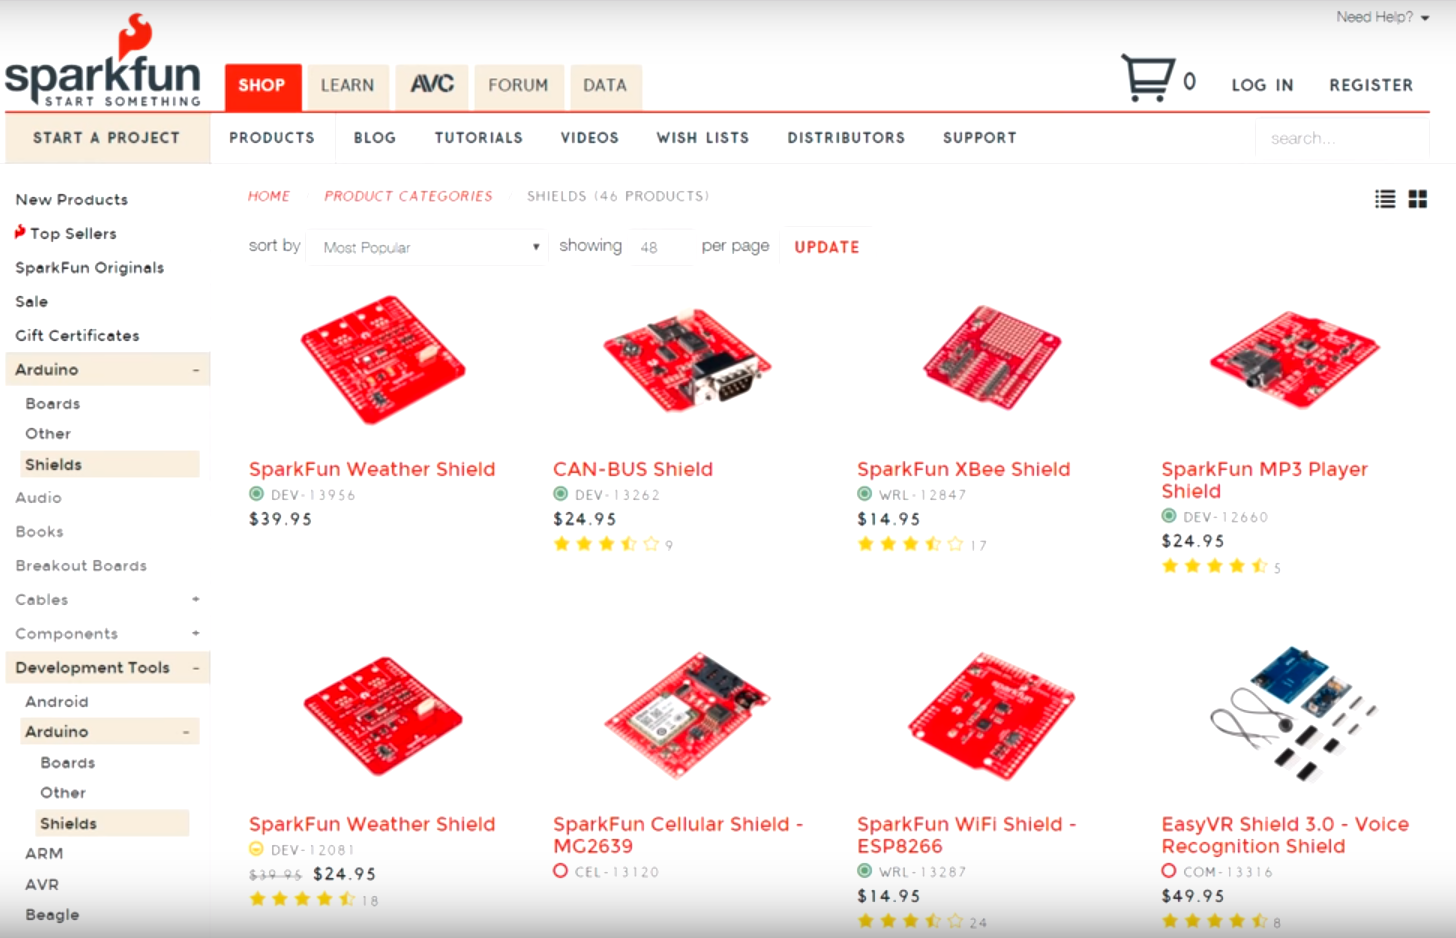 Need Help?
sparkfun
START SOMETHING
SHOP LEARN AVC FORUM DATA
0 LOG IN REGISTER
START A PROJECT PRODUCTS BLOG TUTORIALS VIDEOS WISH LISTS DISTRIBUTORS SUPPORT search...
New Products
Top Sellers
SparkFun Originals
Sale
Gift Certificates
Arduino -
Boards
Other
Shields
Audio
Books
Breakout Boards
Cables +
Components +
Development Tools -
Android
Arduino -
Boards
Other
Shields
ARM
AVR
Beagle
HOME PRODUCT CATEGORIES SHIELDS (46 PRODUCTS)
sort by Most Popular showing 48 per page UPDATE
SparkFun Weather Shield
DEV-13956
$39.95
CAN-BUS Shield
DEV-13262
$24.95
9
SparkFun XBee Shield
WRL-12847
$14.95
17
SparkFun MP3 Player
Shield
DEV-12660
$24.95
5
SparkFun Weather Shield
DEV-12081
$39.95 $24.95
18
SparkFun Cellular Shield -
MG2639
CEL-13120
SparkFun WiFi Shield -
ESP8266
WRL-13287
$14.95
24
EasyVR Shield 3.0 - Voice
Recognition Shield
COM-13316
$49.95
8